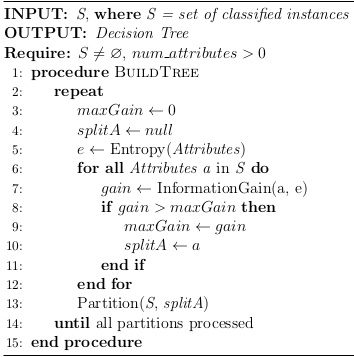 INPUT: S, where S = set of classified instances
OUTPUT: Decision Tree
Require: S ≠ ∅, num_attributes > 0
1: procedure BUILDTREE
2: repeat
3: maxGain ← 0
4: splitA ← null
5: e ← Entropy(Attributes)
6: for all Attributes a in S do
7: gain ← InformationGain(a, e)
8: if gain > maxGain then
9: maxGain ← gain
10: splitA ← a
11: end if
12: end for
13: Partition(S, splitA)
14: until all partitions processed
15: end procedure